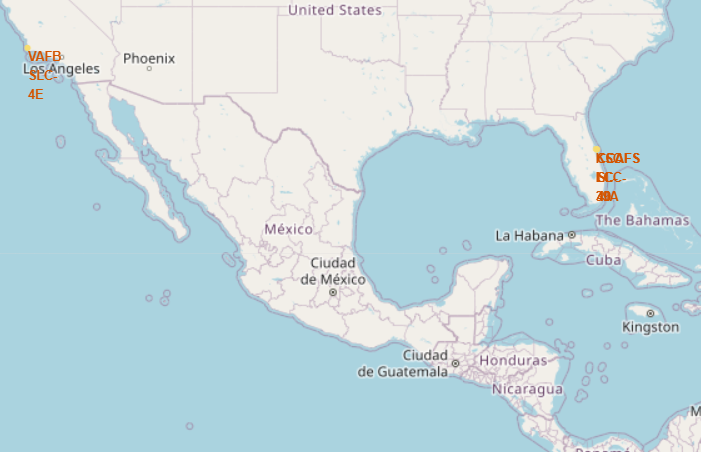 United States
VAFB
SLC-
4E
Los Angeles
Phoenix
The Bahamas
La Habana
Cuba
México
Ciudad
de México
Kingston
Ciudad
de Guatemala
Honduras
Nicaragua